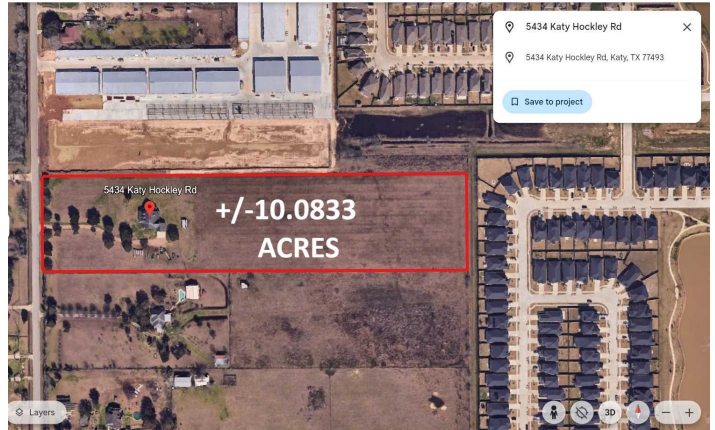 5434 Katy Hockley Rd
5434 Katy Hockley Rd, Katy, TX 77493
Save to project
5434 Katy Hockley Rd
+/-10.0833
ACRES
Layers
3D